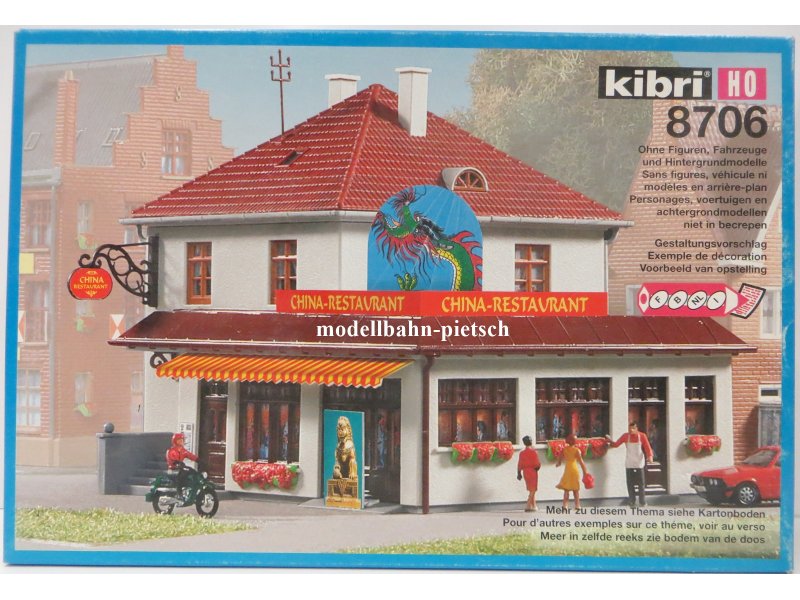 kibri® HO
8706
Ohne Figuren, Fahrzeuge
und Hintergrundmodelle
Sans figures, véhicule ni
modèles en arrière-plan
Personages, voertuigen en
achtergrondmodellen
niet in becrepen
Gestaltungsvorschlag
Exemple de décoration
Voorbeeld van opstelling
F B NL I
CHINA
RESTAURANT
CHINA-RESTAURANT
CHINA-RESTAURANT
modellbahn-pietsch
Mehr zu diesem Thema siehe Kartonboden
Pour d'autres exemples sur ce théme, voir au verso
Meer in zelfde reeks zie bodem van de doos